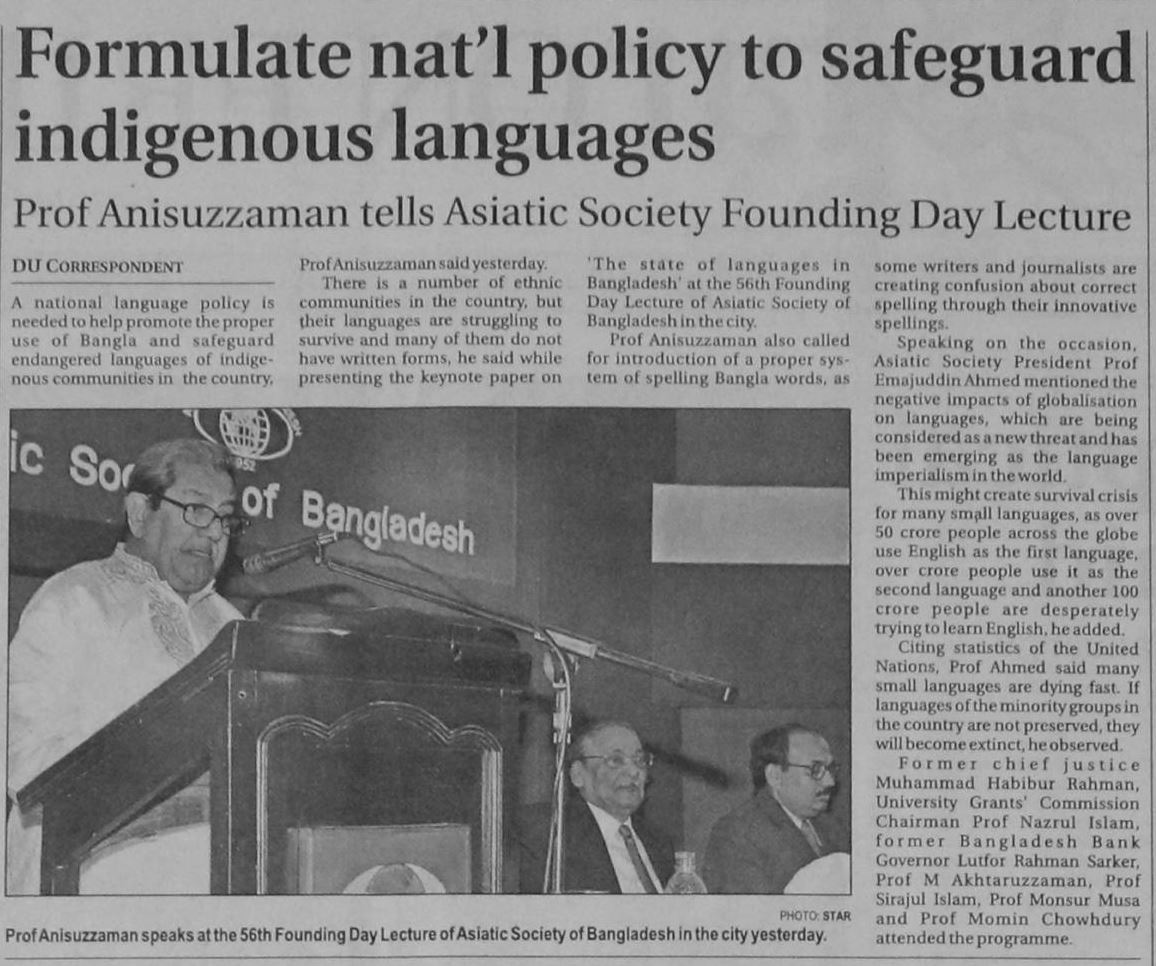 Formulate nat'l policy to safeguard
indigenous languages
Prof Anisuzzaman tells Asiatic Society Founding Day Lecture
DU CORRESPONDENT
A national language policy is
needed to help promote the proper
use of Bangla and safeguard
endangered languages of indige-
nous communities in the country,
Prof Anisuzzaman said yesterday.
There is a number of ethnic
communities in the country, but
their languages are struggling to
survive and many of them do not
have written forms, he said while
presenting the keynote paper on
'The state of languages in
Bangladesh' at the 56th Founding
Day Lecture of Asiatic Society of
Bangladesh in the city.
Prof Anisuzzaman also called
for introduction of a proper sys-
tem of spelling Bangla words, as
some writers and journalists are
creating confusion about correct
spelling through their innovative
spellings.
Speaking on the occasion,
Asiatic Society President Prof
Emajuddin Ahmed mentioned the
negative impacts of globalisation
on languages, which are being
considered as a new threat and has
been emerging as the language
imperialism in the world.
This might create survival crisis
for many small languages, as over
50 crore people across the globe
use English as the first language,
over crore people use it as the
second language and another 100
crore people are desperately
trying to learn English, he added.
Citing statistics of the United
Nations, Prof Ahmed said many
small languages are dying fast. If
languages of the minority groups in
the country are not preserved, they
will become extinct, he observed.
Former chief justice
Muhammad Habibur Rahman,
University Grants' Commission
Chairman Prof Nazrul Islam,
former Bangladesh Bank
Governor Lutfor Rahman Sarker,
Prof M Akhtaruzzaman, Prof
Sirajul Islam, Prof Monsur Musa
and Prof Momin Chowdhury
attended the programme.
952
ic Soc of Bangladesh
PHOTO: STAR
Prof Anisuzzaman speaks at the 56th Founding Day Lecture of Asiatic Society of Bangladesh in the city yesterday.